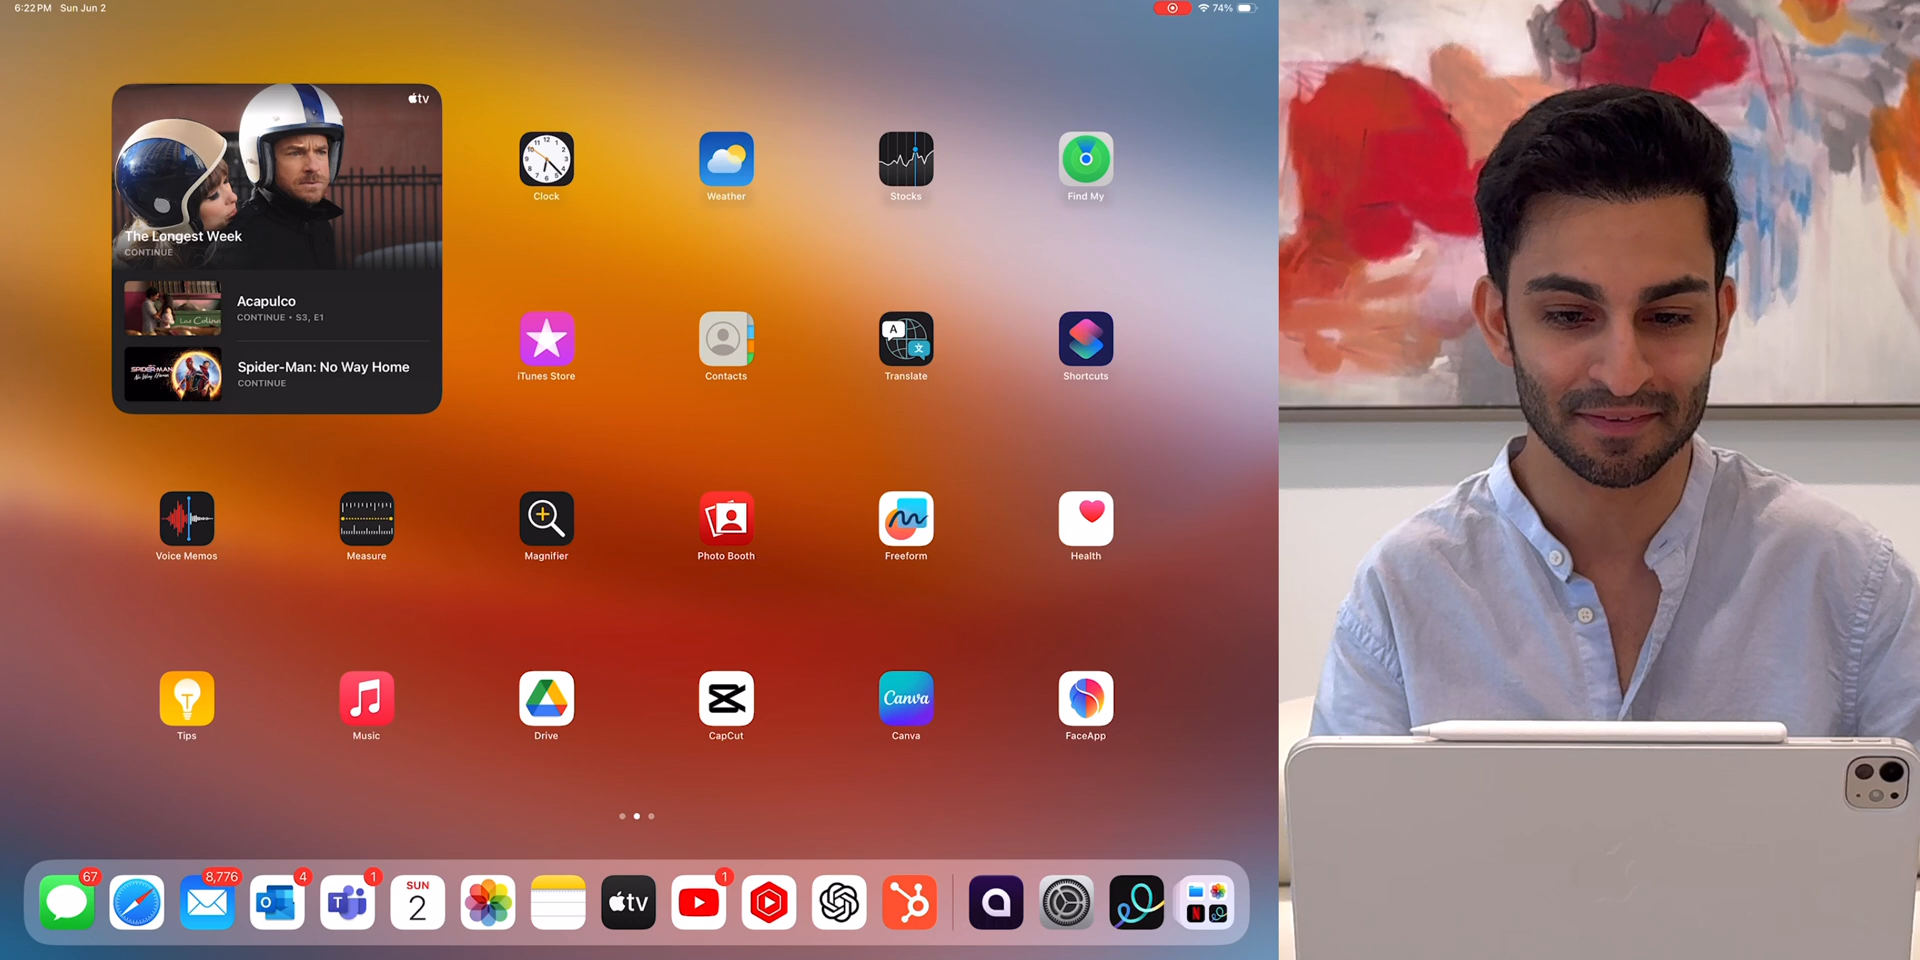 6:22 PM Sun Jun 2
74%
tv
The Longest Week
CONTINUE
Acapulco
CONTINUE • S3, E1
Spider-Man: No Way Home
CONTINUE
Clock
Weather
Stocks
Find My
iTunes Store
Contacts
Translate
Shortcuts
Voice Memos
Measure
Magnifier
Photo Booth
Freeform
Health
Tips
Music
Drive
CapCut
Canva
Canva
FaceApp
67
8,776
4
1
SUN
2
tv
1